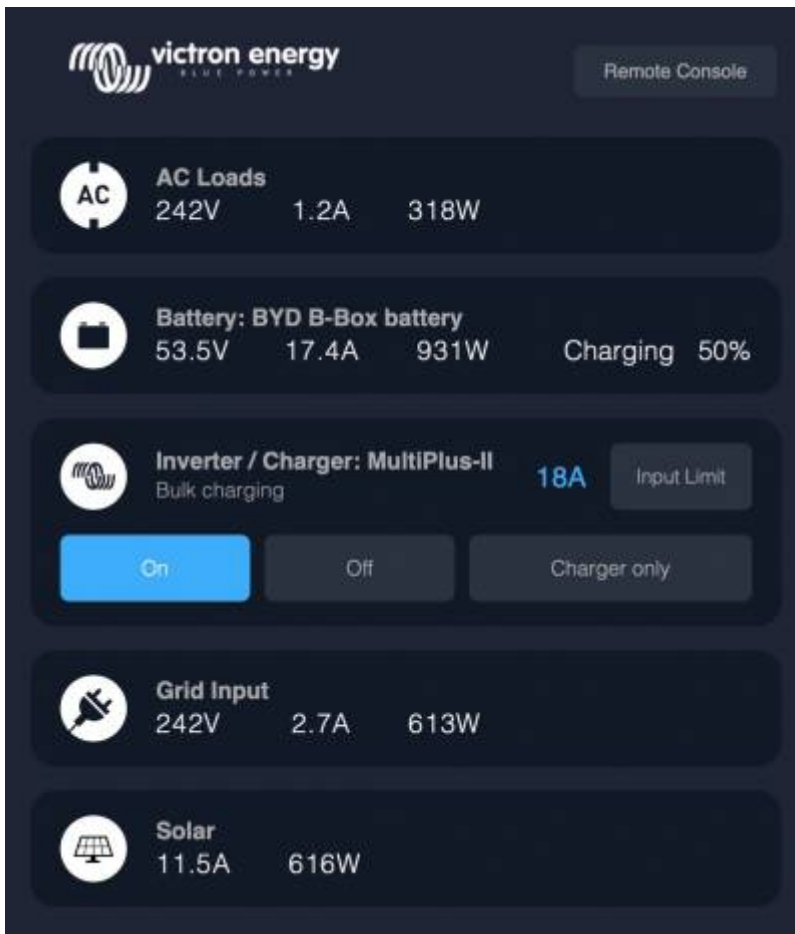 victron energy
BLUE POWER
Remote Console
AC
AC Loads
242V 1.2A 318W
Battery: BYD B-Box battery
53.5V 17.4A 931W Charging 50%
Inverter / Charger: MultiPlus-II
Bulk charging
18A Input Limit
On Off Charger only
Grid Input
242V 2.7A 613W
Solar
11.5A 616W